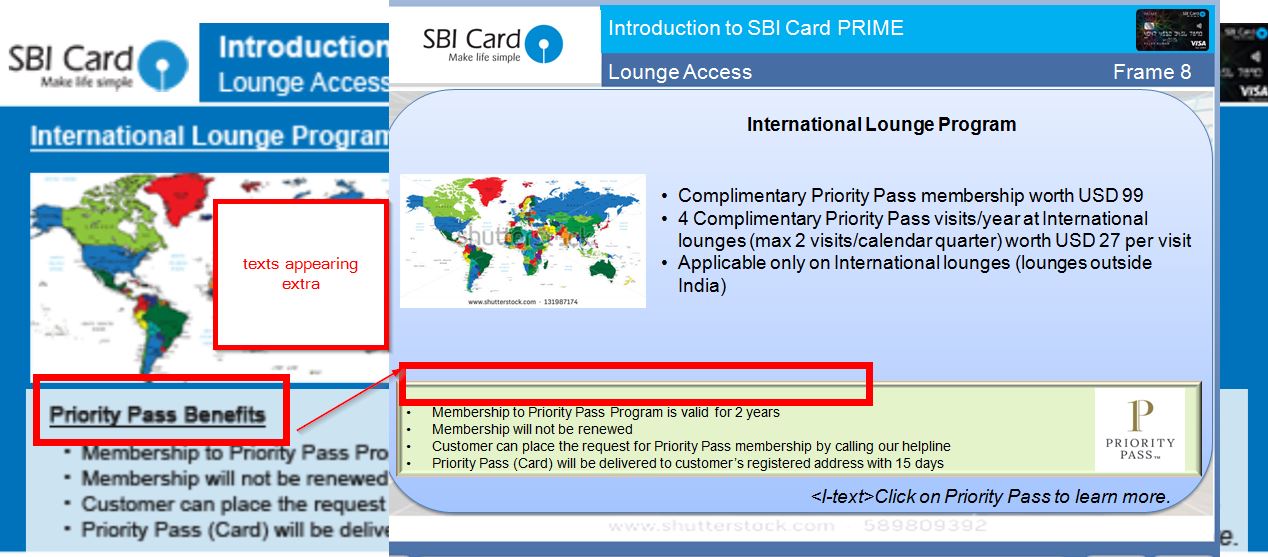 SBI Card
Make life simple
Introduction
Lounge Access
International Lounge Program
texts appearing
extra
Priority Pass Benefits
▪ Membership to Priority Pass Pro
▪ Membership will not be renewed
▪ Customer can place the request
▪ Priority Pass (Card) will be delive
SBI Card
Make life simple
Introduction to SBI Card PRIME
VISA
Lounge Access
Frame 8
International Lounge Program
shutterstock
www.shutterstock.com · 131987174
• Complimentary Priority Pass membership worth USD 99
• 4 Complimentary Priority Pass visits/year at International
lounges (max 2 visits/calendar quarter) worth USD 27 per visit
• Applicable only on International lounges (lounges outside
India)
• Membership to Priority Pass Program is valid for 2 years
• Membership will not be renewed
• Customer can place the request for Priority Pass membership by calling our helpline
• Priority Pass (Card) will be delivered to customer’s registered address with 15 days
PRIORITY
PASS™
<I-text>Click on Priority Pass to learn more.
www.shutterstock.com 589809392
VISA
e.